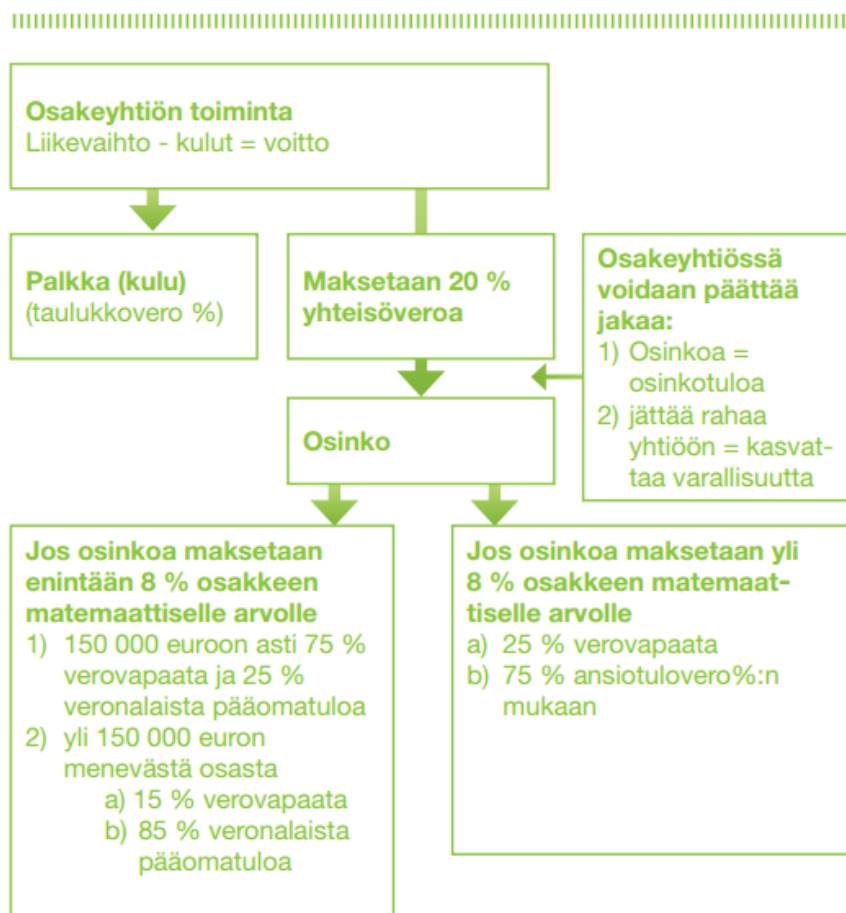 Osakeyhtiön toiminta
Liikevaihto - kulut = voitto
Palkka (kulu)
(taulukkovero %)
Maksetaan 20 %
yhteisöveroa
Osakeyhtiössä
voidaan päättää
jakaa:
1) Osinkoa =
osinkotuloa
2) jättää rahaa
yhtiöön = kasvat-
taa varallisuutta
Osinko
Jos osinkoa maksetaan
enintään 8 % osakkeen
matemaattiselle arvolle
1) 150 000 euroon asti 75 %
verovapaata ja 25 %
veronalaista pääomatuloa
2) yli 150 000 euron
menevästä osasta
a) 15 % verovapaata
b) 85 % veronalaista
pääomatuloa
Jos osinkoa maksetaan yli
8 % osakkeen matemaat-
tiselle arvolle
a) 25 % verovapaata
b) 75 % ansiotulovero%:n
mukaan